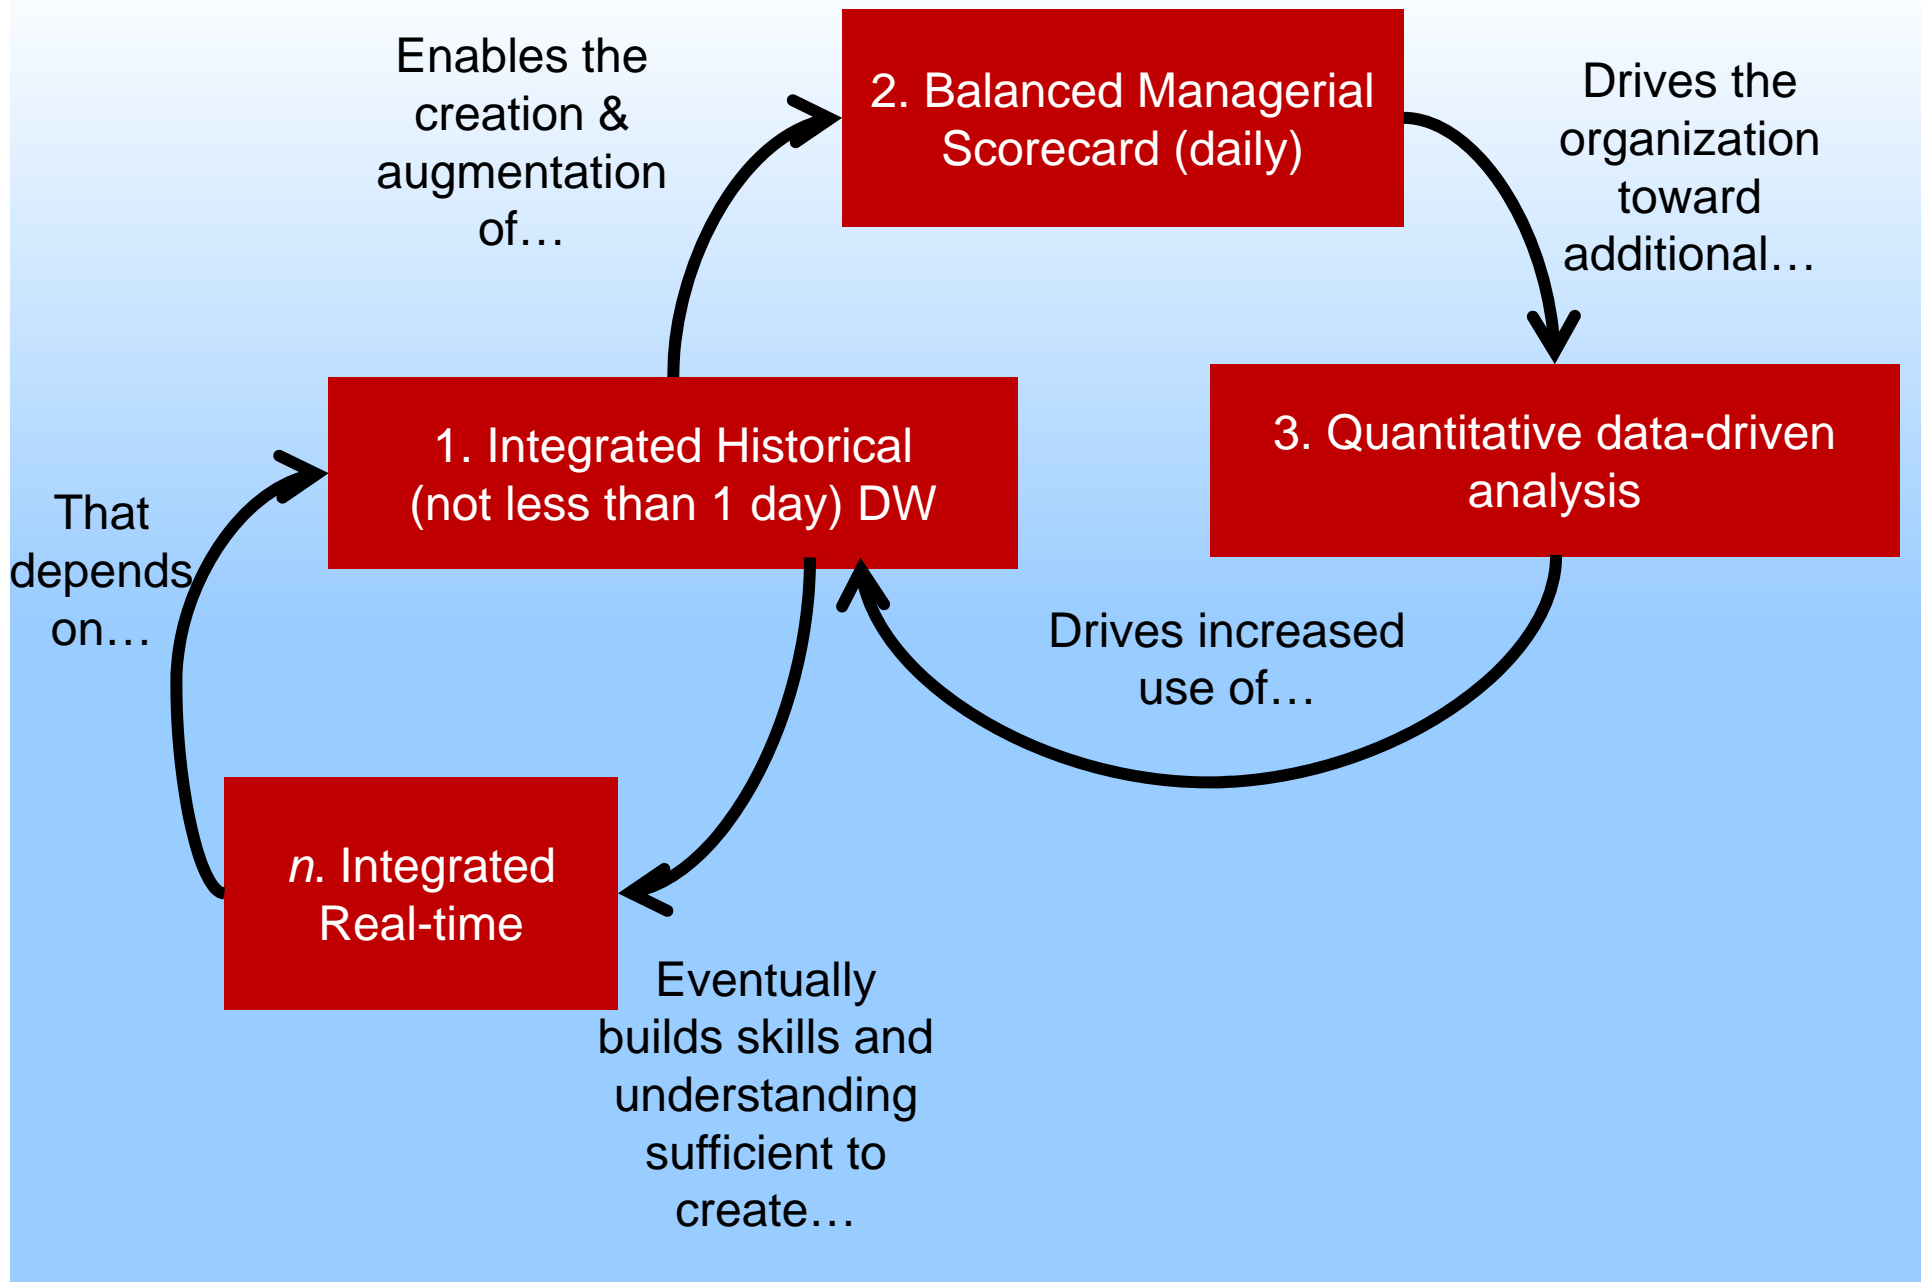 Enables the
creation &
augmentation
of…
2. Balanced Managerial
Scorecard (daily)
Drives the
organization
toward
additional…
1. Integrated Historical
(not less than 1 day) DW
3. Quantitative data-driven
analysis
That
depends
on…
Drives increased
use of…
n. Integrated
Real-time
Eventually
builds skills and
understanding
sufficient to
create…